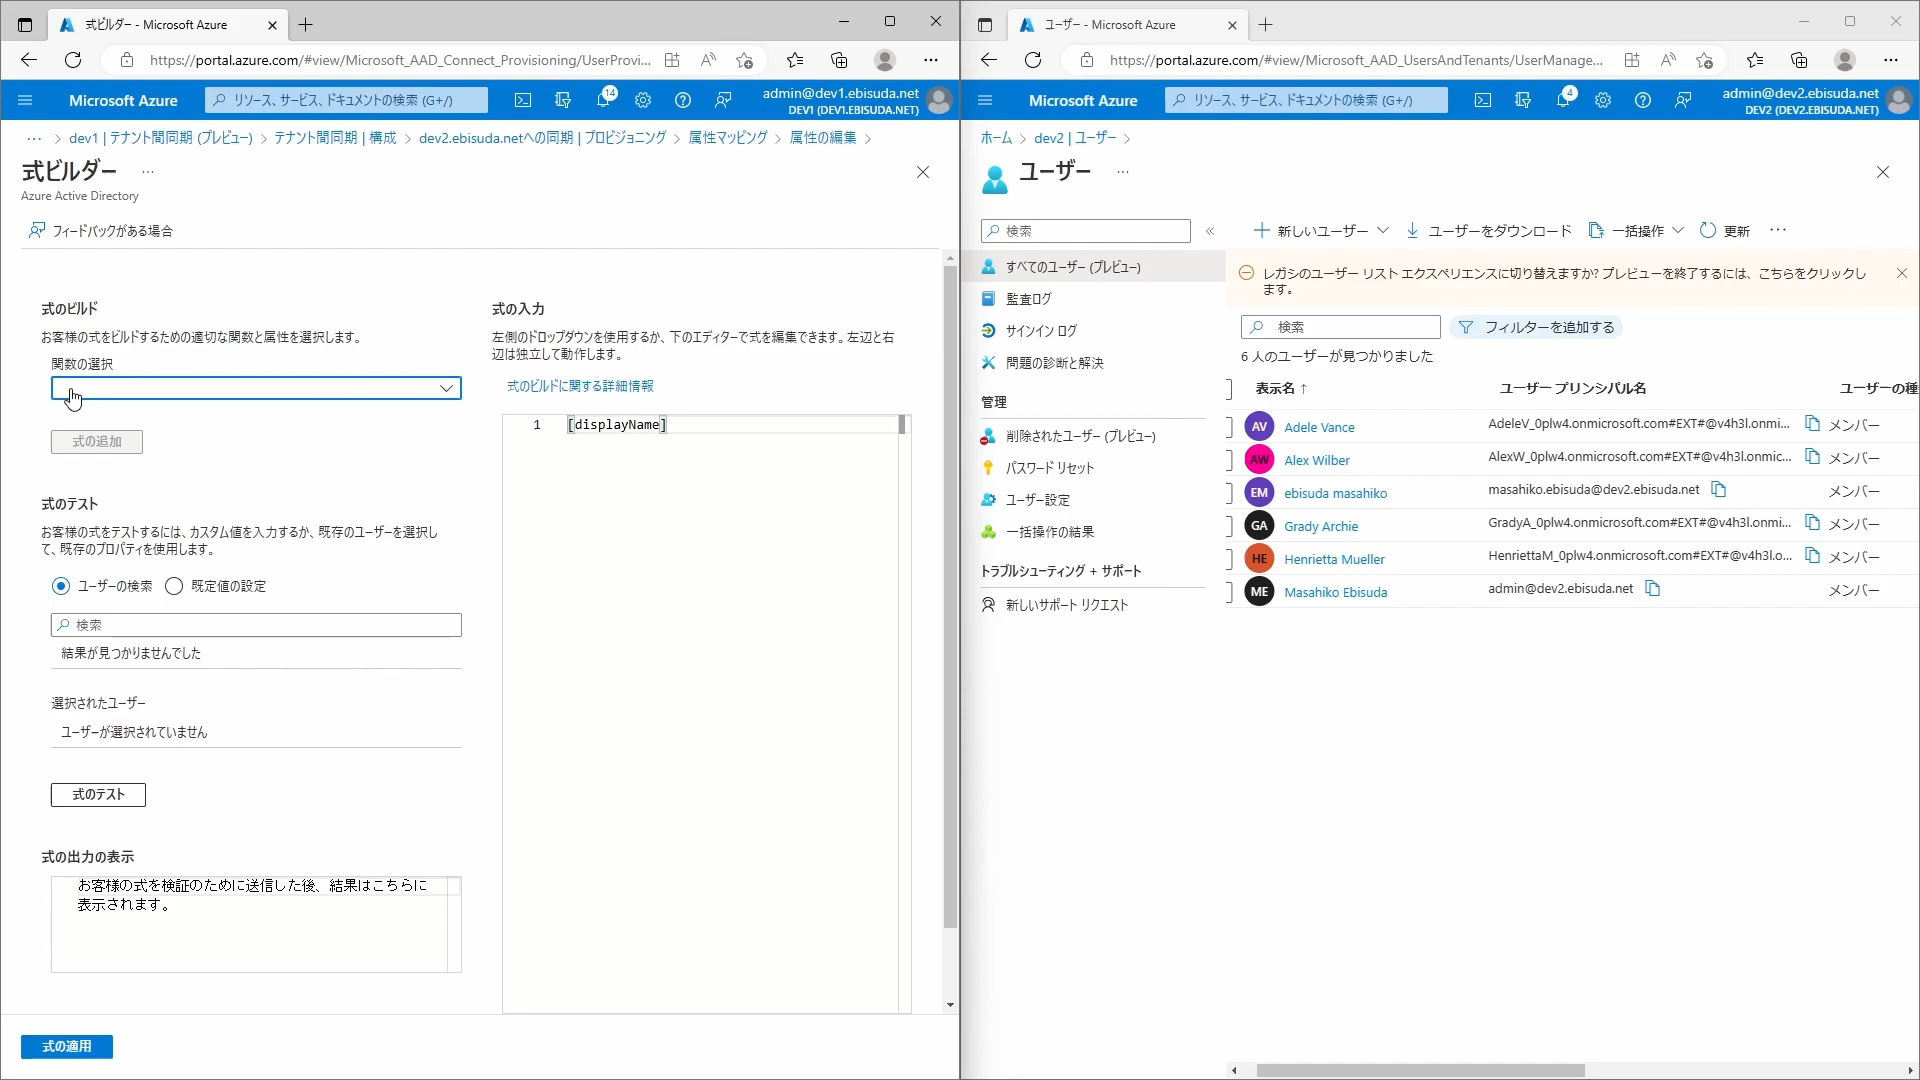 式ビルダー - Microsoft Azure
https://portal.azure.com/#view/Microsoft_AAD_Connect_Provisioning/UserProvi...
Microsoft Azure
リソース、サービス、ドキュメントの検索 (G+/)
14
admin@dev1.ebisuda.net
DEV1 (DEV1.EBISUDA.NET)
… > dev1 | テナント間同期 (プレビュー) > テナント間同期 | 構成 > dev2.ebisuda.netへの同期 | プロビジョニング > 属性マッピング > 属性の編集 >
式ビルダー …
Azure Active Directory
フィードバックがある場合
式のビルド
お客様の式をビルドするための適切な関数と属性を選択します。
関数の選択
式の追加
式のテスト
お客様の式をテストするには、カスタム値を入力するか、既存のユーザーを選択し
て、既存のプロパティを使用します。
ユーザーの検索 既定値の設定
検索
結果が見つかりませんでした
選択されたユーザー
ユーザーが選択されていません
式のテスト
式の出力の表示
お客様の式を検証のために送信した後、結果はこちらに
表示されます。
式の適用
式の入力
左側のドロップダウンを使用するか、下のエディターで式を編集できます。左辺と右
辺は独立して動作します。
式のビルドに関する詳細情報
1 [displayName]
ユーザー - Microsoft Azure
https://portal.azure.com/#view/Microsoft_AAD_UsersAndTenants/UserManage...
Microsoft Azure
リソース、サービス、ドキュメントの検索 (G+/)
4
admin@dev2.ebisuda.net
DEV2 (DEV2.EBISUDA.NET)
ホーム > dev2 | ユーザー >
ユーザー …
検索
すべてのユーザー (プレビュー)
監査ログ
サインイン ログ
問題の診断と解決
管理
削除されたユーザー (プレビュー)
パスワード リセット
ユーザー設定
一括操作の結果
トラブルシューティング + サポート
新しいサポート リクエスト
新しいユーザー ユーザーをダウンロード 一括操作 更新 …
レガシのユーザー リスト エクスペリエンスに切り替えますか? プレビューを終了するには、こちらをクリックし
ます。
検索 フィルターを追加する
6 人のユーザーが見つかりました
表示名 ↑ ユーザー プリンシパル名 ユーザーの種
AV Adele Vance AdeleV_0plw4.onmicrosoft.com#EXT#@v4h3l.onmi... メンバー
AW Alex Wilber AlexW_0plw4.onmicrosoft.com#EXT#@v4h3l.onmic... メンバー
EM ebisuda masahiko masahiko.ebisuda@dev2.ebisuda.net メンバー
GA Grady Archie GradyA_0plw4.onmicrosoft.com#EXT#@v4h3l.onmi... メンバー
HE Henrietta Mueller HenriettaM_0plw4.onmicrosoft.com#EXT#@v4h3l.o... メンバー
ME Masahiko Ebisuda admin@dev2.ebisuda.net メンバー